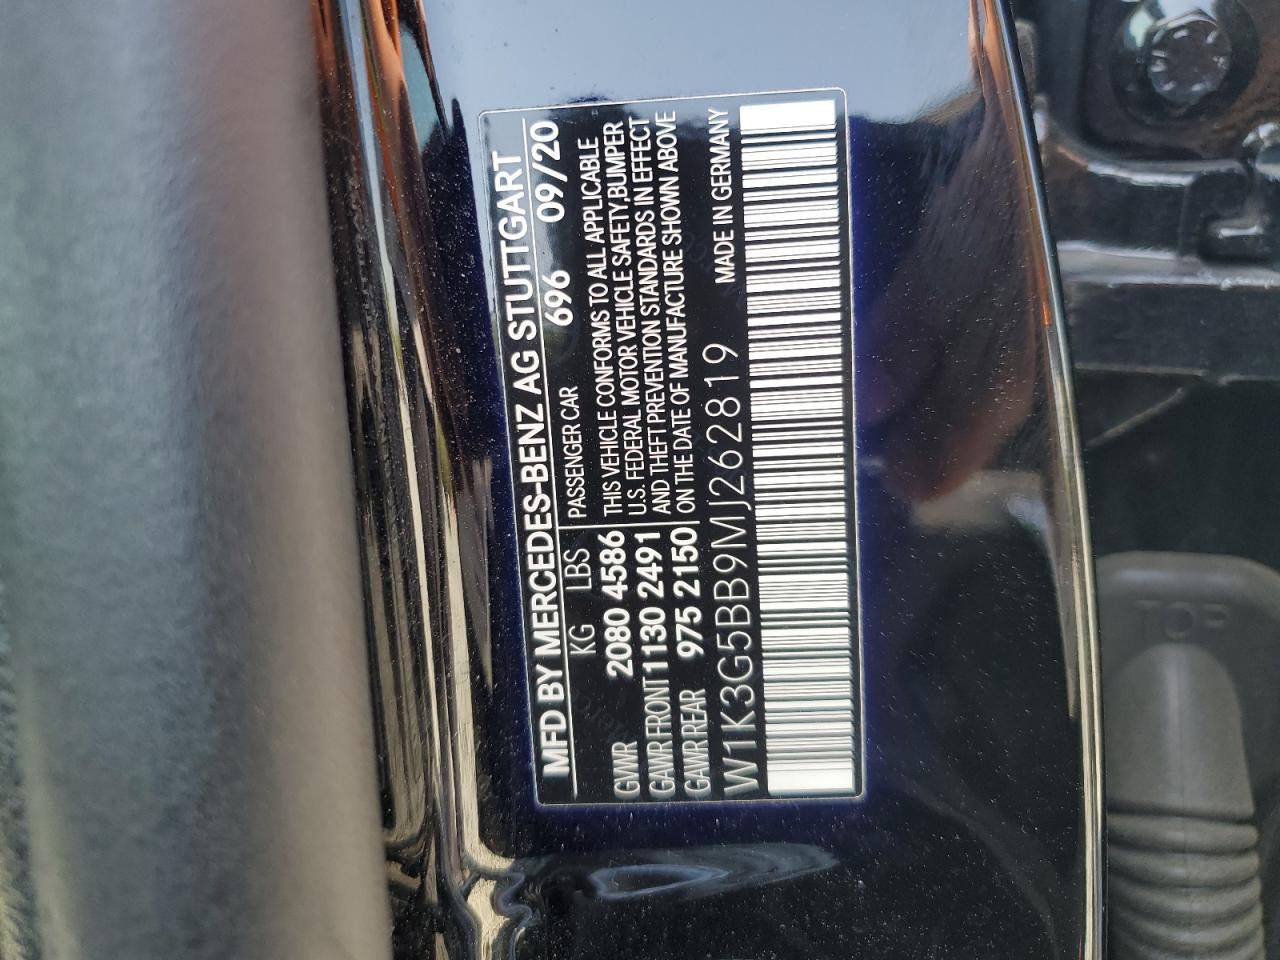 MFD BY MERCEDES-BENZ AG STUTTGART
KG LBS PASSENGER CAR 696 09/20
GVWR 2080 4586 THIS VEHICLE CONFORMS TO ALL APPLICABLE
GAWR FRONT 1130 2491 U.S. FEDERAL MOTOR VEHICLE SAFETY,BUMPER
AND THEFT PREVENTION STANDARDS IN EFFECT
GAWR REAR 975 2150 ON THE DATE OF MANUFACTURE SHOWN ABOVE
W1K3G5BB9MJ262819 MADE IN GERMANY
TOP